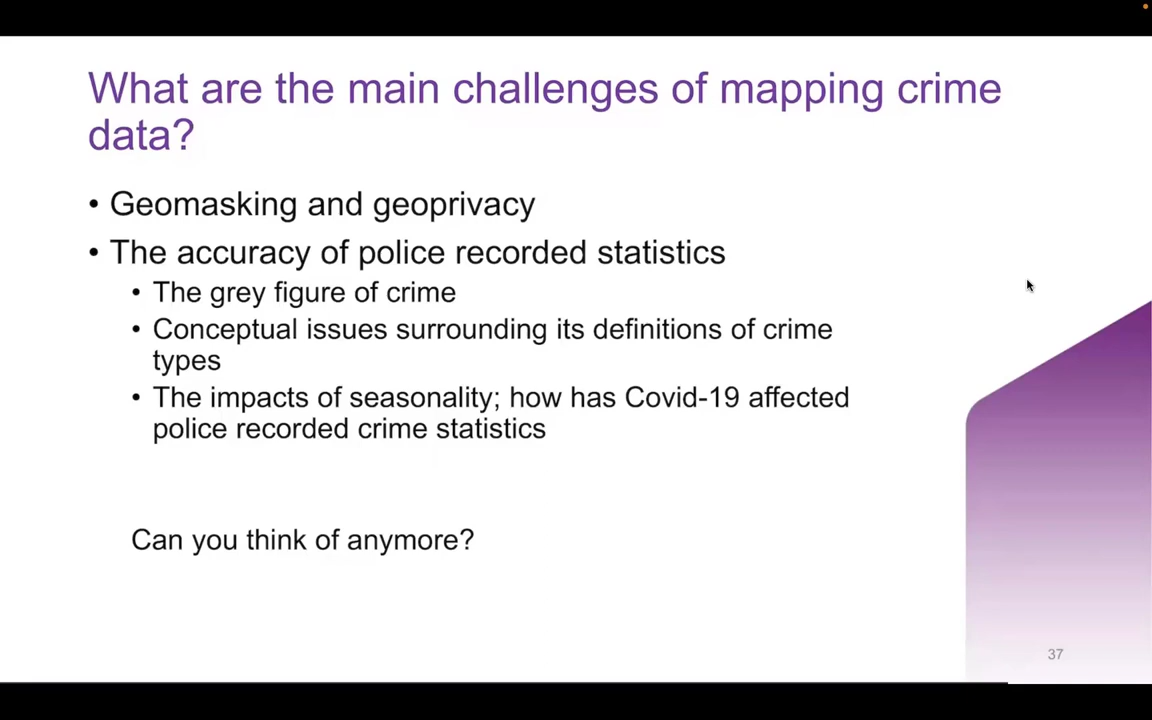 What are the main challenges of mapping crime
data?
• Geomasking and geoprivacy
• The accuracy of police recorded statistics
• The grey figure of crime
• Conceptual issues surrounding its definitions of crime
types
• The impacts of seasonality; how has Covid-19 affected
police recorded crime statistics
Can you think of anymore?
37